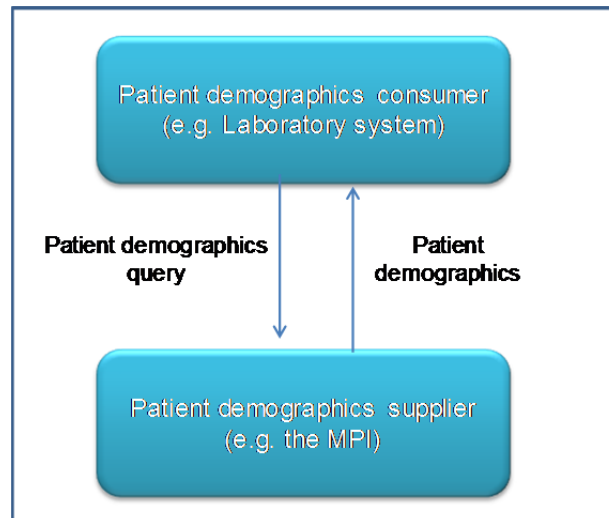 Patient demographics consumer
(e.g. Laboratory system)
Patient demographics
query
Patient
demographics
Patient demographics supplier
(e.g. the MPI)